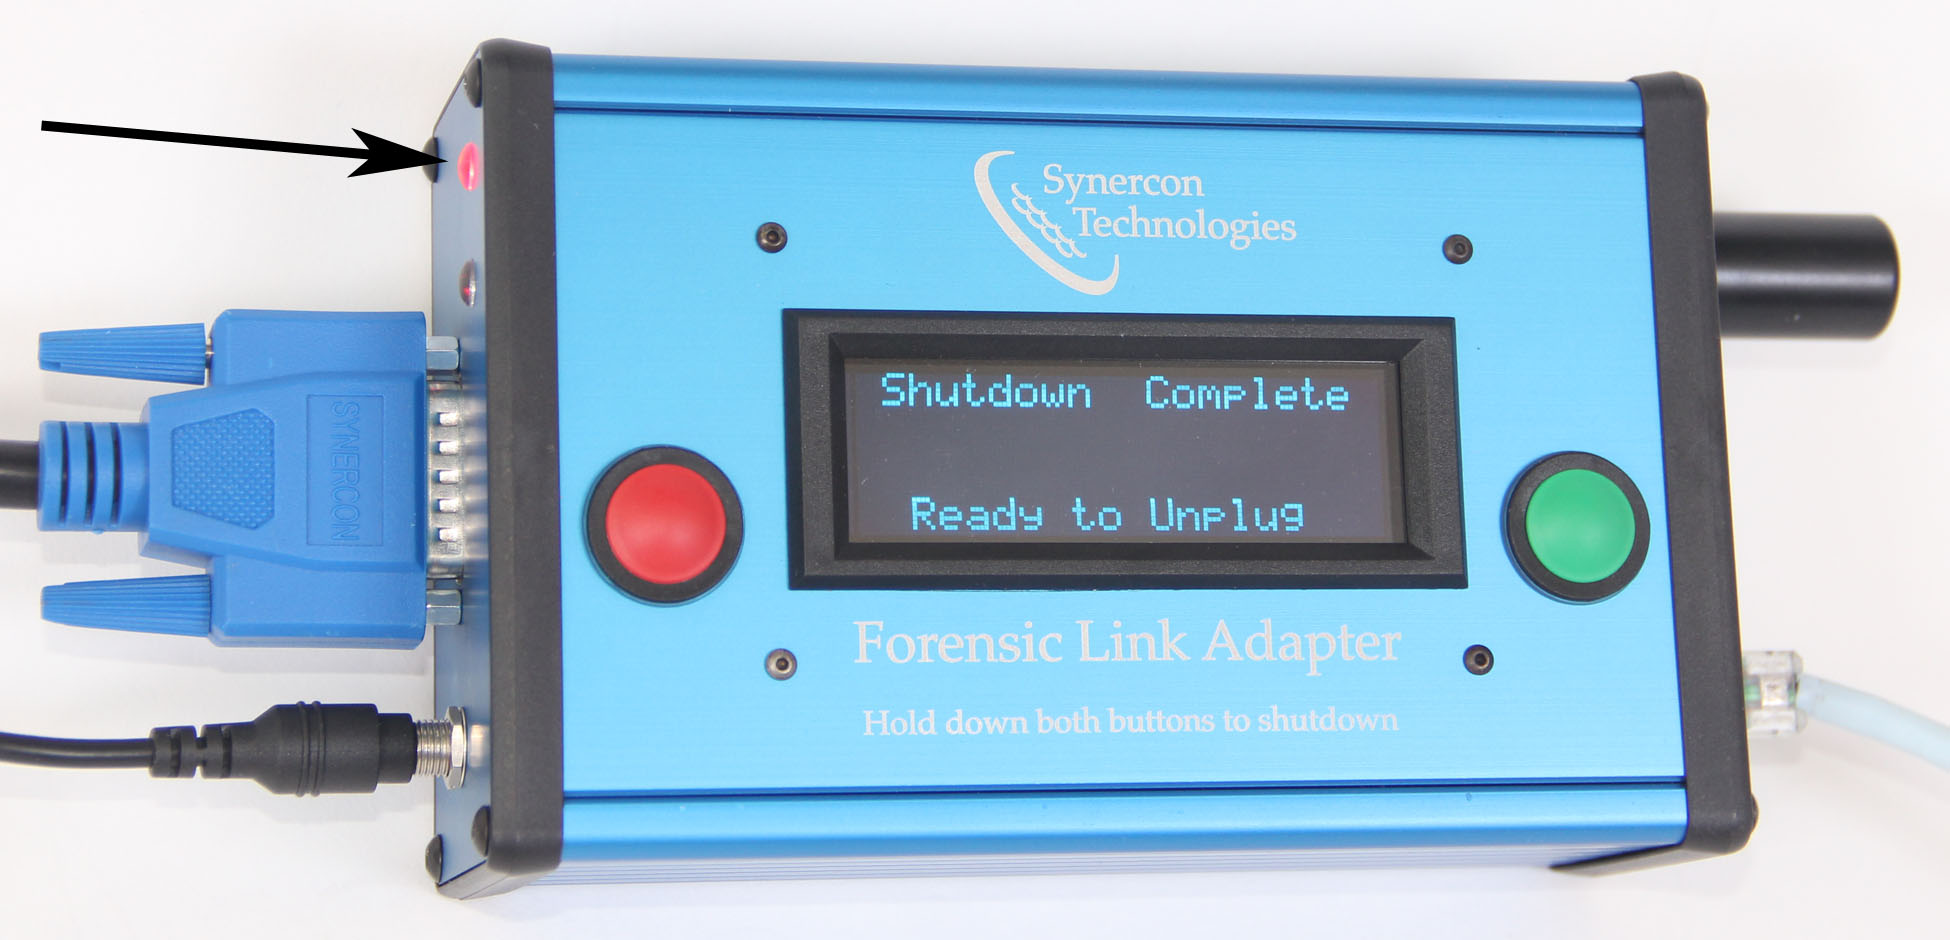 Synercon
Technologies
SYNERCON
Shutdown Complete
Ready to Unplug
Forensic Link Adapter
Hold down both buttons to shutdown